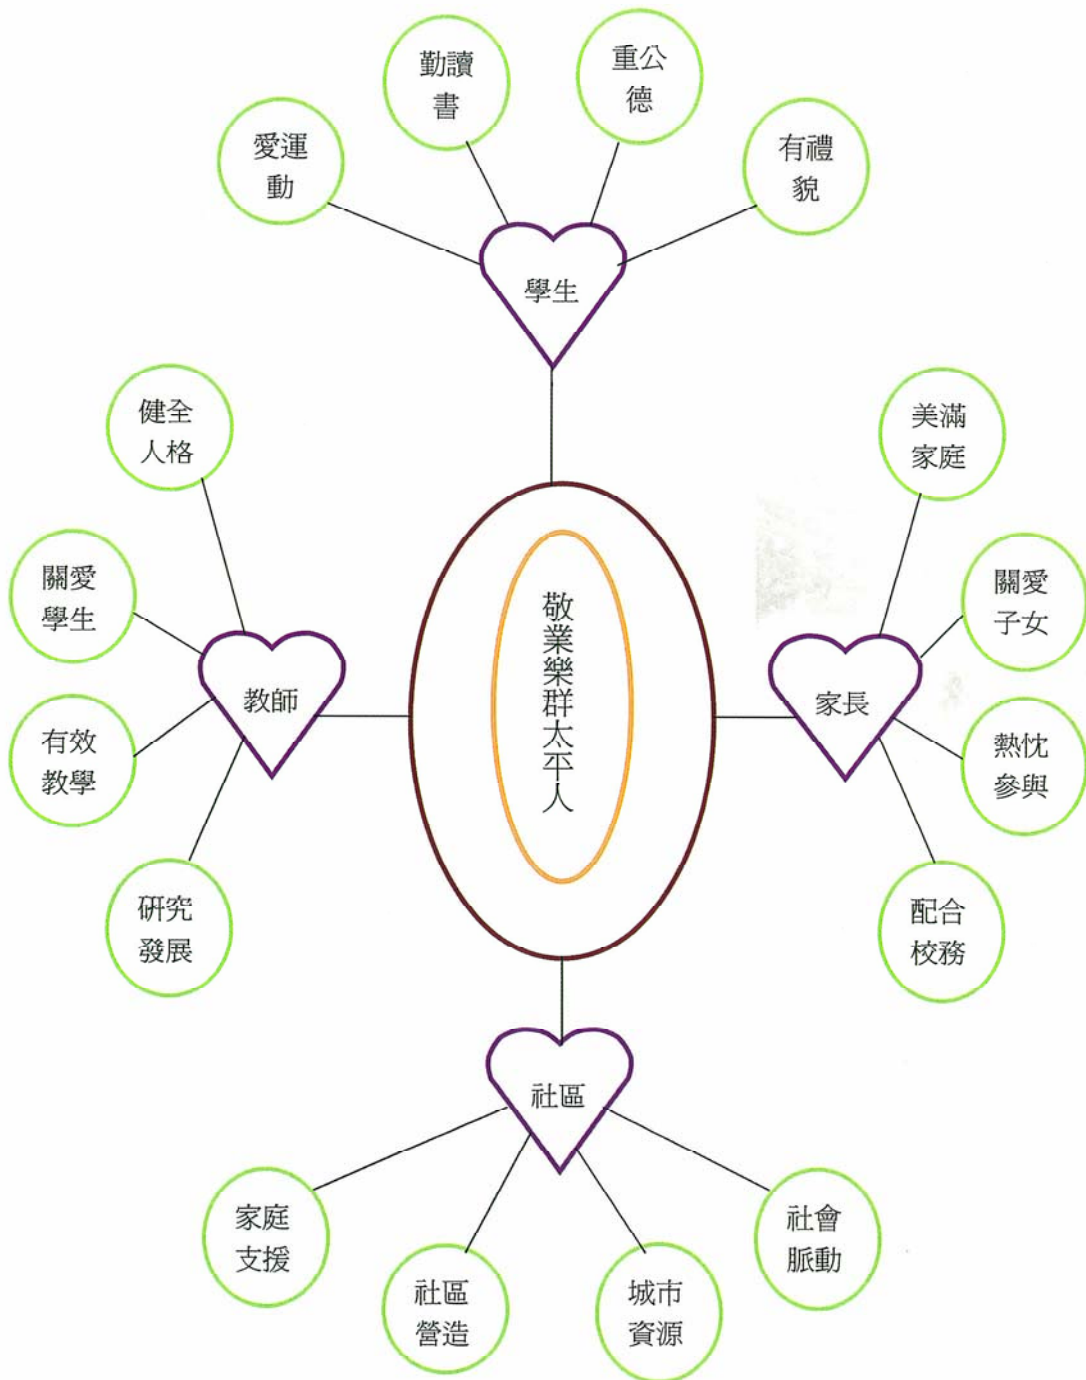 勤讀
書
重公
德
愛運
動
有禮
貌
學生
健全
人格
美滿
家庭
關愛
學生
關愛
子女
敬業樂群太平人
教師
家長
有效
教學
熱忱
參與
研究
發展
配合
校務
社區
家庭
支援
社區
營造
城市
資源
社會
脈動